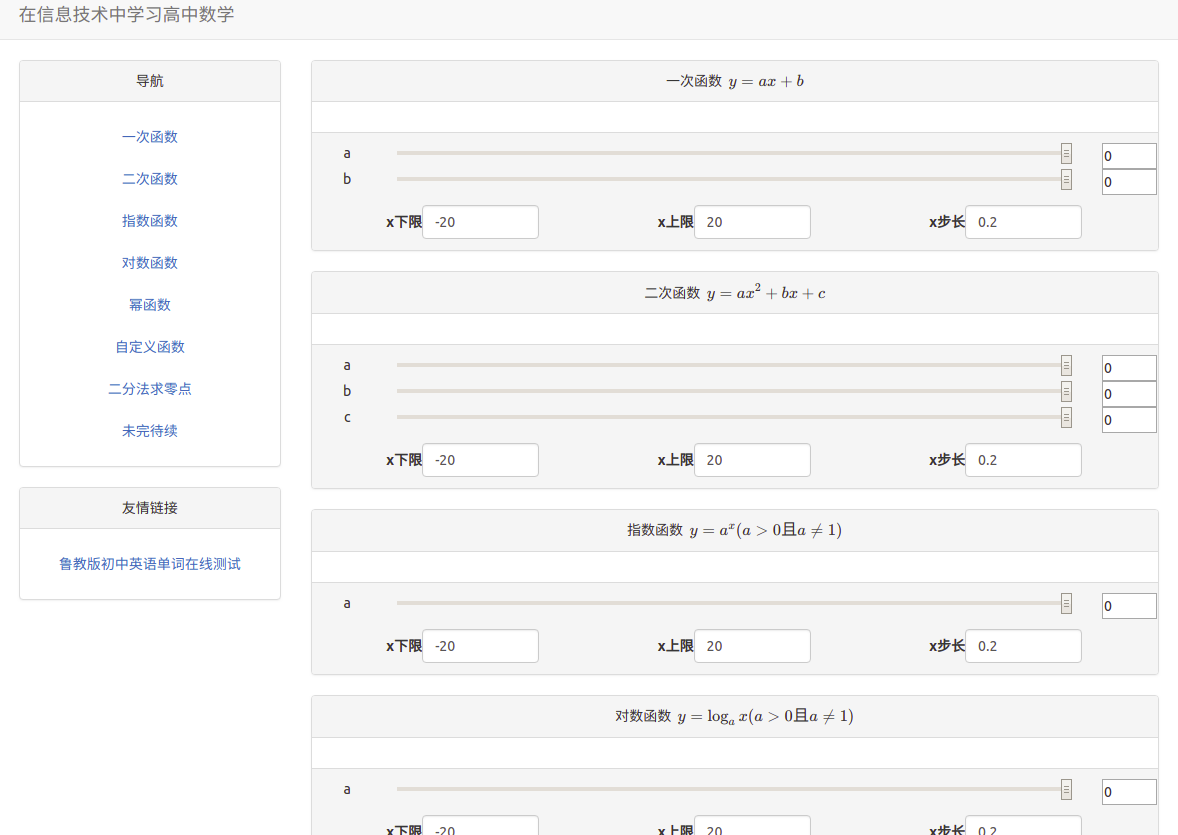 在信息技术中学习高中数学
导航
一次函数
二次函数
指数函数
对数函数
幂函数
自定义函数
二分法求零点
未完待续
友情链接
鲁教版初中英语单词在线测试
一次函数 y = ax + b
a 0
b 0
x下限 -20 x上限 20 x步长 0.2
二次函数 y = ax² + bx + c
a 0
b 0
c 0
x下限 -20 x上限 20 x步长 0.2
指数函数 y = aˣ(a > 0且a ≠ 1)
a 0
x下限 -20 x上限 20 x步长 0.2
对数函数 y = logₐ x(a > 0且a ≠ 1)
a 0
x下限 -20 x上限 20 x步长 0.2